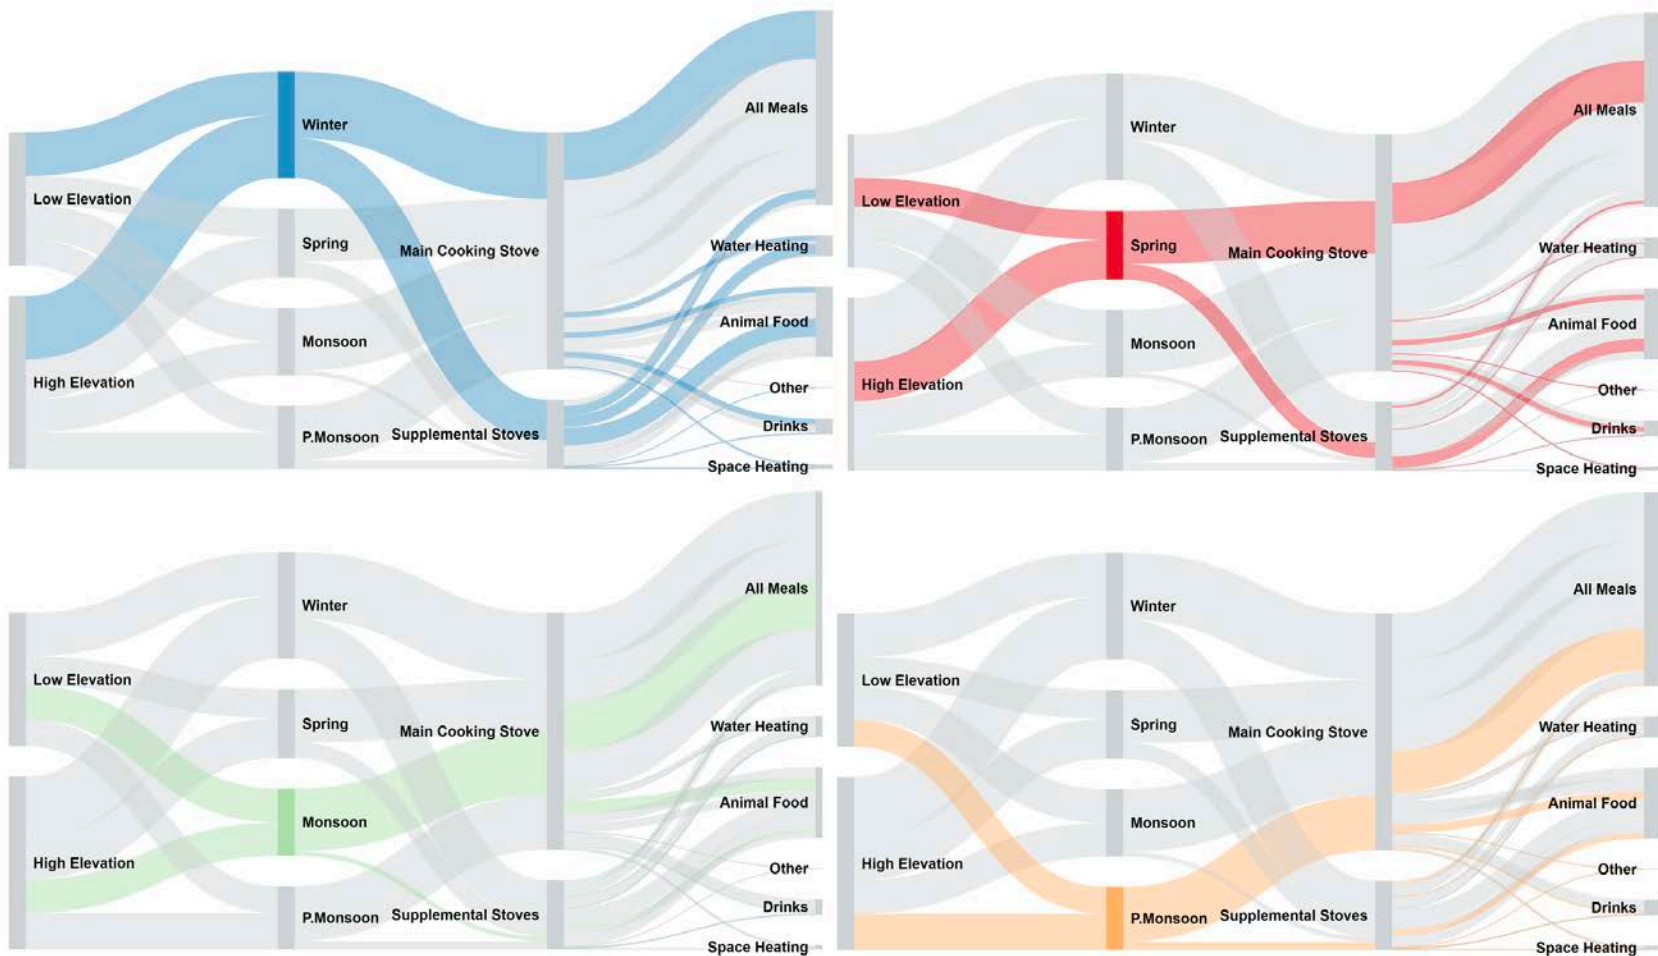 All Meals
Winter
Low Elevation
Spring
Main Cooking Stove
Water Heating
Animal Food
Monsoon
High Elevation
Other
Drinks
P.Monsoon
Supplemental Stoves
Space Heating
All Meals
Winter
Low Elevation
Spring
Main Cooking Stove
Water Heating
Animal Food
Monsoon
High Elevation
Other
Drinks
P.Monsoon
Supplemental Stoves
Space Heating
All Meals
Winter
Low Elevation
Spring
Main Cooking Stove
Water Heating
Animal Food
Monsoon
High Elevation
Other
Drinks
P.Monsoon
Supplemental Stoves
Space Heating
All Meals
Winter
Low Elevation
Spring
Main Cooking Stove
Water Heating
Animal Food
Monsoon
High Elevation
Other
Drinks
P.Monsoon
Supplemental Stoves
Space Heating